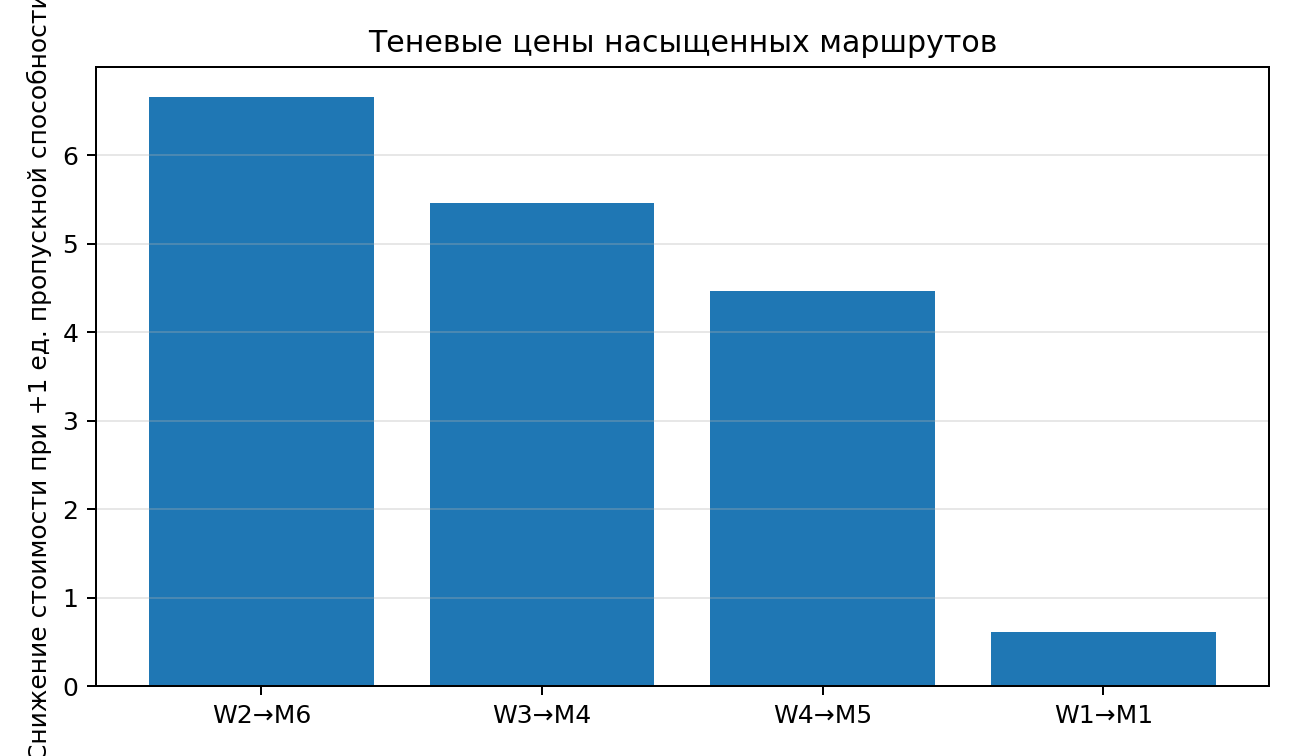 Теневые цены насыщенных маршрутов
Снижение стоимости при +1 ед. пропускной способности
6
5
4
3
2
1
0
W2→M6
W3→M4
W4→M5
W1→M1